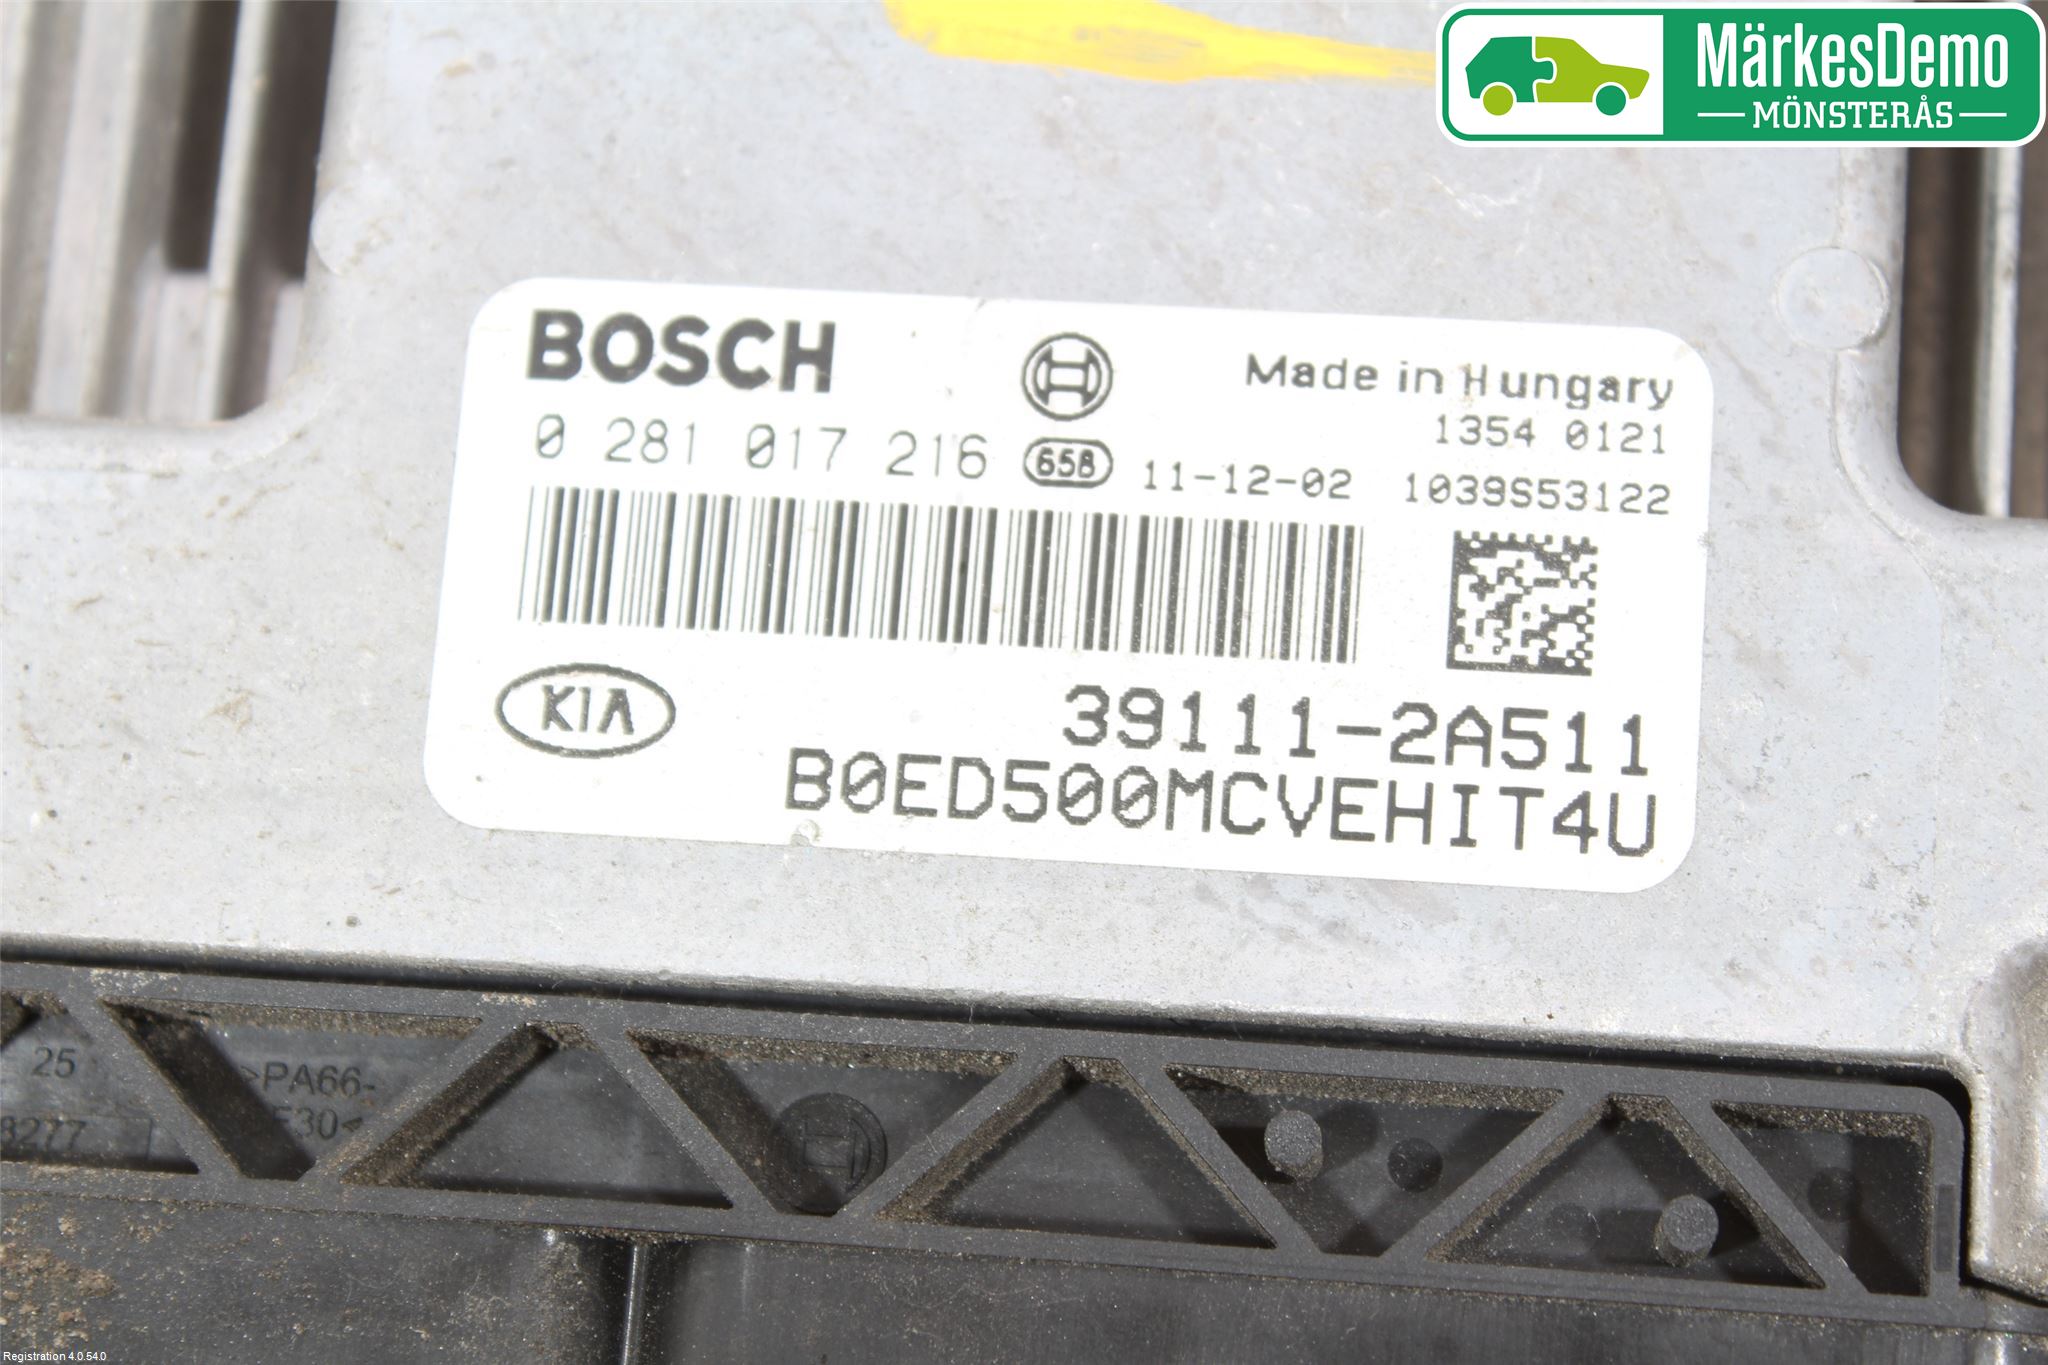 MärkesDemo
MÖNSTERÅS
BOSCH
Made in Hungary
1354 0121
0 281 017 216
658
11-12-02
1039S53122
KIA
39111-2A511
B0ED500MCVEHIT4U
25
>PA66-
F30<
8277
Registration 4.0.54.0